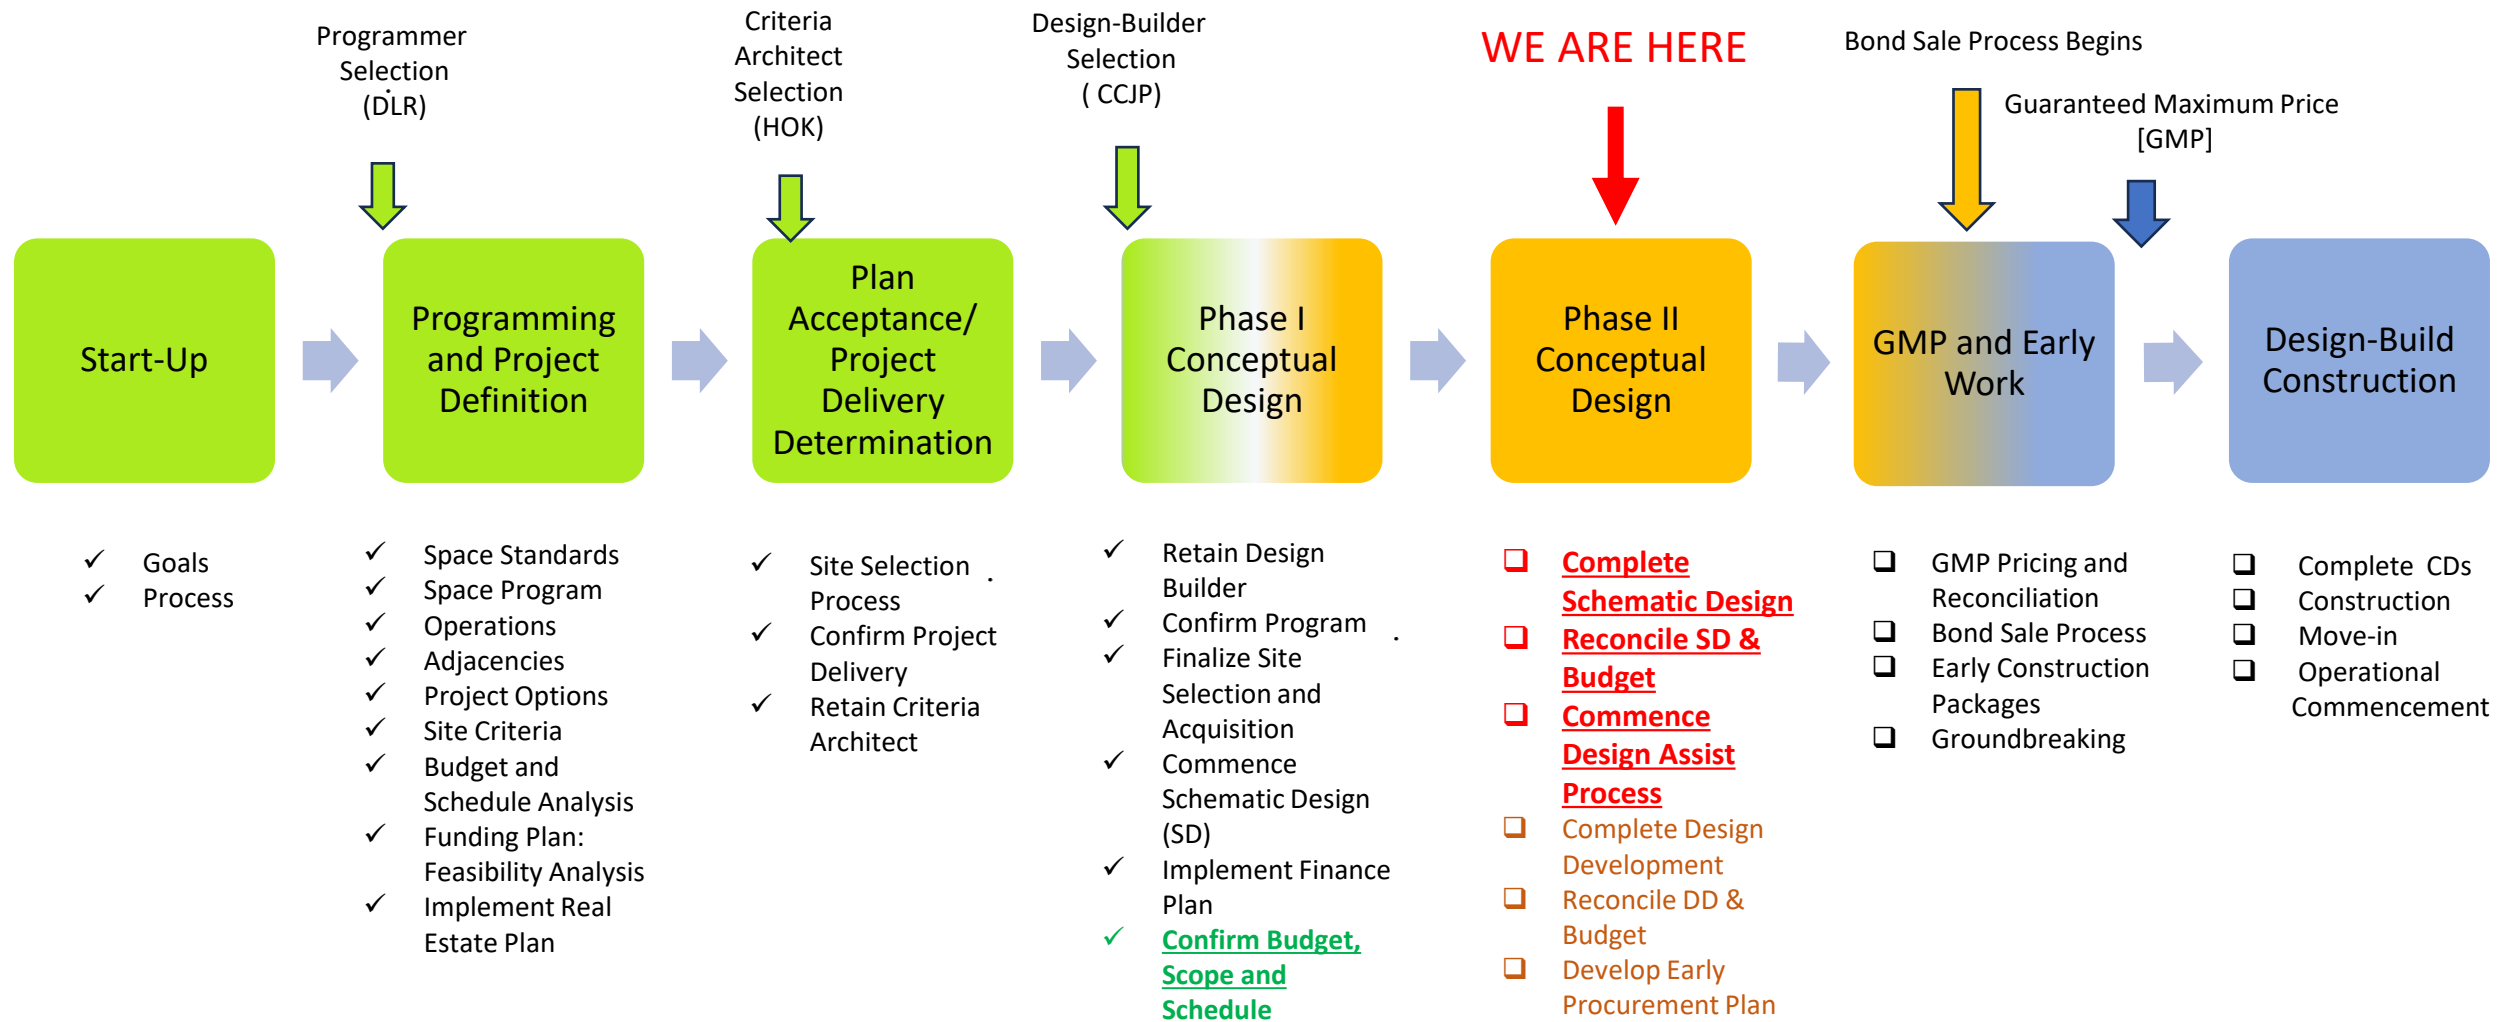 Programmer
Selection
(DLR)
Criteria
Architect
Selection
(HOK)
Design-Builder
Selection
( CCJP)
WE ARE HERE
Bond Sale Process Begins
Guaranteed Maximum Price
[GMP]
Start-Up
Programming
and Project
Definition
Plan
Acceptance/
Project
Delivery
Determination
Phase I
Conceptual
Design
Phase II
Conceptual
Design
GMP and Early
Work
Design-Build
Construction
✓ Goals
✓ Process
✓ Space Standards
✓ Space Program
✓ Operations
✓ Adjacencies
✓ Project Options
✓ Site Criteria
✓ Budget and
Schedule Analysis
✓ Funding Plan:
Feasibility Analysis
✓ Implement Real
Estate Plan
✓ Site Selection
Process
✓ Confirm Project
Delivery
✓ Retain Criteria
Architect
✓ Retain Design
Builder
✓ Confirm Program
✓ Finalize Site
Selection and
Acquisition
✓ Commence
Schematic Design
(SD)
✓ Implement Finance
Plan
✓ Confirm Budget,
Scope and
Schedule
❑ Complete
Schematic Design
❑ Reconcile SD &
Budget
❑ Commence
Design Assist
Process
❑ Complete Design
Development
❑ Reconcile DD &
Budget
❑ Develop Early
Procurement Plan
❑ GMP Pricing and
Reconciliation
❑ Bond Sale Process
❑ Early Construction
Packages
❑ Groundbreaking
❑ Complete CDs
❑ Construction
❑ Move-in
❑ Operational
Commencement